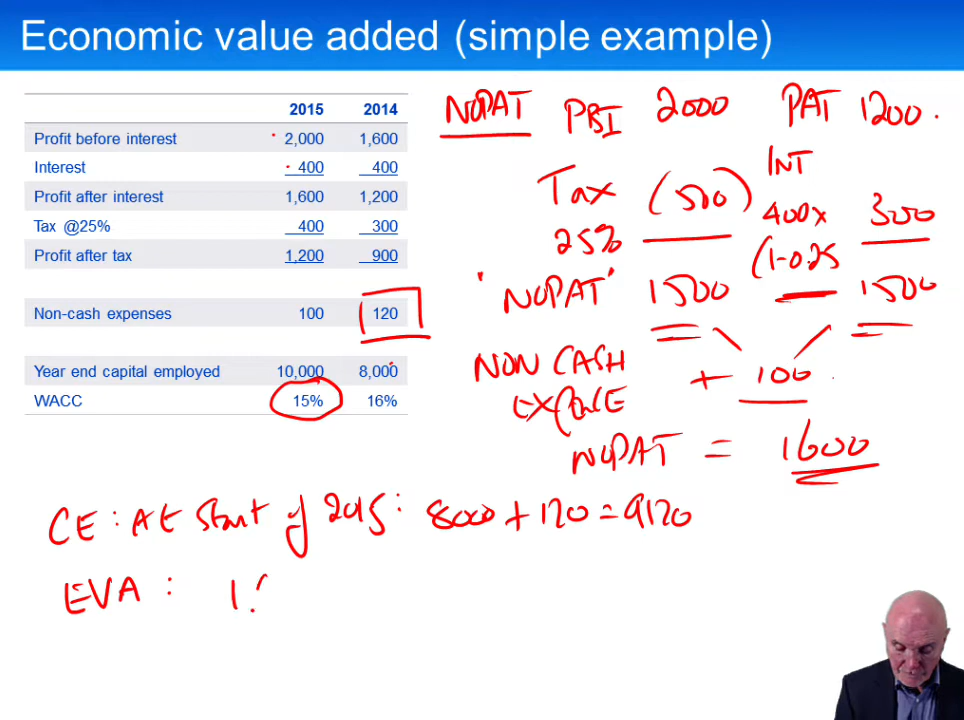 Economic value added (simple example)
2015 2014
Profit before interest 2,000 1,600
Interest 400 400
Profit after interest 1,600 1,200
Tax @25% 400 300
Profit after tax 1,200 900
Non-cash expenses 100 120
Year end capital employed 10,000 8,000
WACC 15% 16%
NOPAT PBI 2000 PAT 1200
INT
Tax (500) 400x 300
25% (1-0.25
'NOPAT' 1500 1500
NON CASH + 100
EXPENCE
NOPAT = 1600
CE: At start of 2015: 8000 + 120 = 9120
EVA :